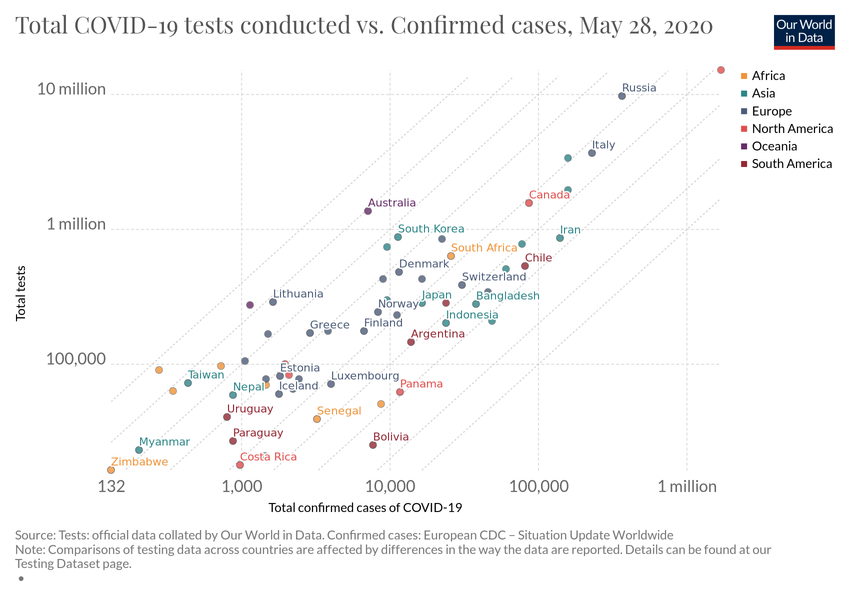 Total COVID-19 tests conducted vs. Confirmed cases, May 28, 2020
Our World
in Data
10 million
1 million
100,000
Total tests
132
1,000
10,000
100,000
1 million
Total confirmed cases of COVID-19
Africa
Asia
Europe
North America
Oceania
South America
Russia
Italy
Canada
Australia
South Korea
Iran
South Africa
Chile
Denmark
Switzerland
Lithuania
Japan
Bangladesh
Norway
Indonesia
Greece
Finland
Argentina
Estonia
Taiwan
Luxembourg
Nepal
Iceland
Panama
Uruguay
Senegal
Paraguay
Bolivia
Myanmar
Costa Rica
Zimbabwe
Source: Tests: official data collated by Our World in Data. Confirmed cases: European CDC – Situation Update Worldwide
Note: Comparisons of testing data across countries are affected by differences in the way the data are reported. Details can be found at our
Testing Dataset page.